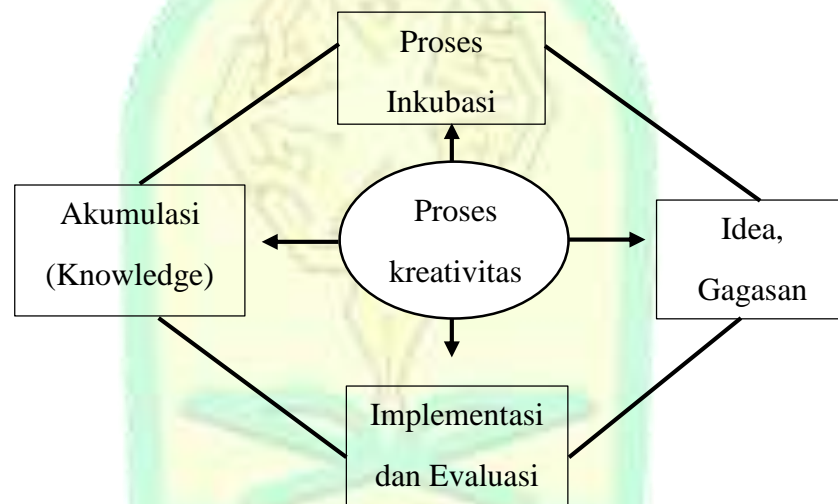 Proses
Inkubasi
Akumulasi
(Knowledge)
Proses
kreativitas
Idea,
Gagasan
Implementasi
dan Evaluasi